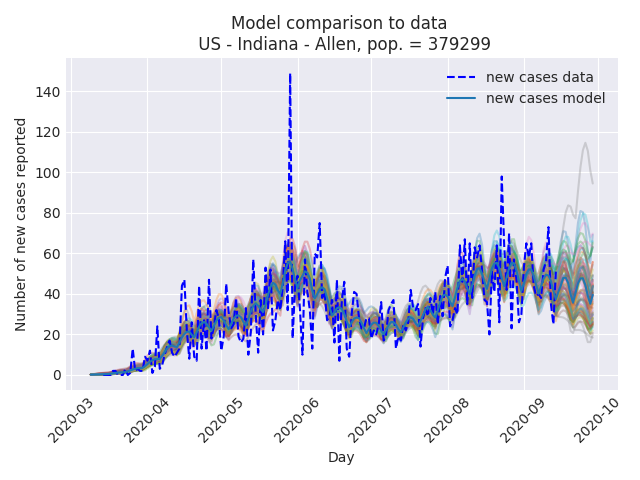 Model comparison to data
US - Indiana - Allen, pop. = 379299
new cases data
new cases model
Number of new cases reported
140
120
100
80
60
40
20
0
2020-03
2020-04
2020-05
2020-06
2020-07
2020-08
2020-09
2020-10
Day